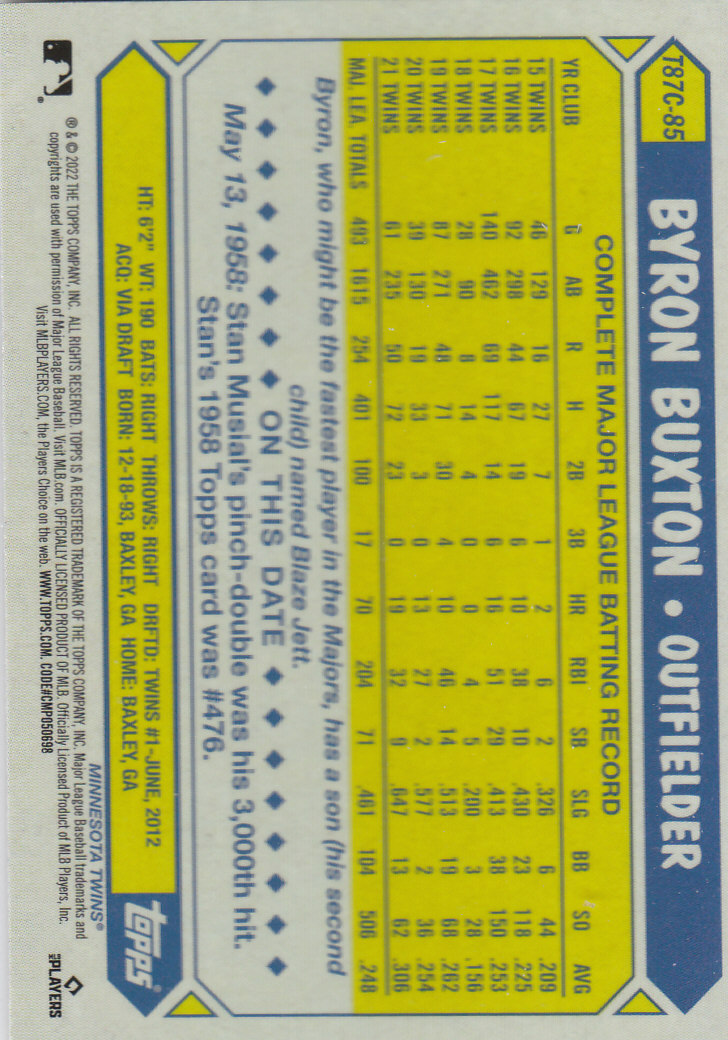 T87C-85
BYRON BUXTON • OUTFIELDER
COMPLETE MAJOR LEAGUE BATTING RECORD
YR CLUB G AB R H 2B 3B HR RBI SB SLG BB SO AVG
15 TWINS 46 129 16 27 7 1 2 6 2 .326 6 44 .209
16 TWINS 92 298 44 67 19 6 10 38 10 .430 23 118 .225
17 TWINS 140 462 69 117 14 6 16 51 29 .413 38 150 .253
18 TWINS 28 90 8 14 4 0 0 4 5 .200 3 28 .156
19 TWINS 87 271 48 71 30 4 10 46 14 .513 19 68 .262
20 TWINS 39 130 19 33 3 0 13 27 2 .577 2 36 .254
21 TWINS 61 235 50 72 23 0 19 32 9 .647 13 62 .306
MAJ. LEA. TOTALS 493 1615 254 401 100 17 70 204 71 .461 104 506 .248
Byron, who might be the fastest player in the Majors, has a son (his second
child) named Blaze Jett.
◆ ◆ ◆ ◆ ◆ ◆ ◆ ◆ ON THIS DATE ◆ ◆ ◆ ◆ ◆ ◆ ◆ ◆
May 13, 1958: Stan Musial's pinch-double was his 3,000th hit.
Stan's 1958 Topps card was #476.
MINNESOTA TWINS®
HT: 6'2" WT: 190 BATS: RIGHT THROWS: RIGHT DRFTD: TWINS #1-JUNE, 2012
ACQ: VIA DRAFT BORN: 12-18-93, BAXLEY, GA HOME: BAXLEY, GA
topps®
® & © 2022 THE TOPPS COMPANY, INC. ALL RIGHTS RESERVED. TOPPS IS A REGISTERED TRADEMARK OF THE TOPPS COMPANY, INC. Major League Baseball trademarks and
copyrights are used with permission of Major League Baseball. Visit MLB.com. OFFICIALLY LICENSED PRODUCT OF MLB. Officially Licensed Product of MLB Players, Inc.
Visit MLBPLAYERS.COM, the Players Choice on the web. WWW.TOPPS.COM. CODE#CMP050698
MLB PLAYERS